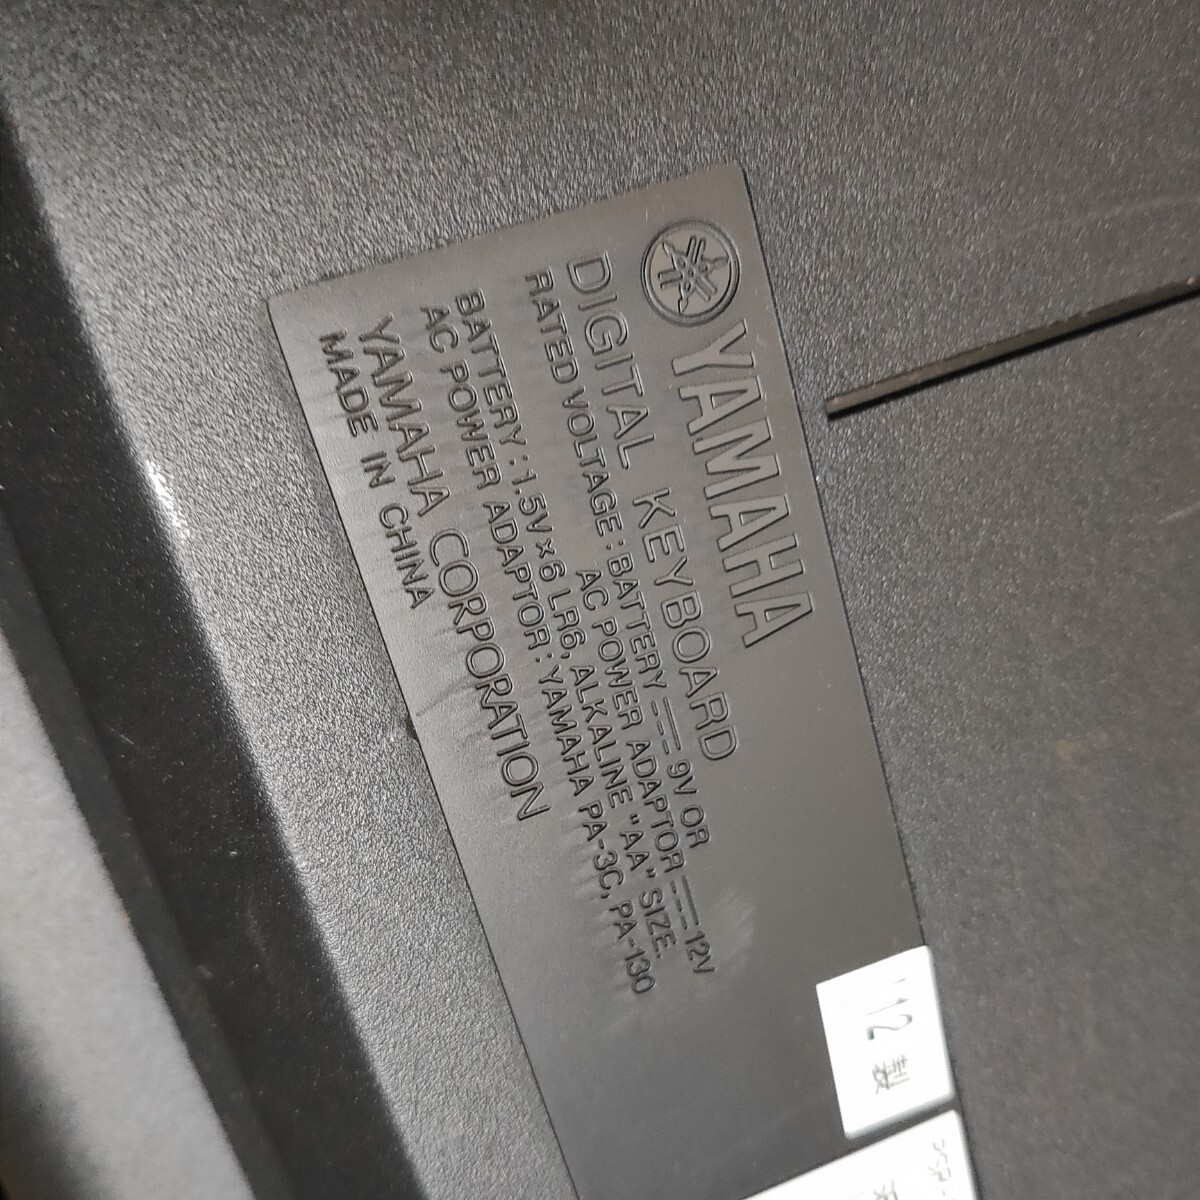 YAMAHA
DIGITAL KEYBOARD
RATED VOLTAGE : BATTERY ⎓ 9V OR
AC POWER ADAPTOR ⎓ 12V
BATTERY : 1.5V×6 LR6, ALKALINE "AA" SIZE.
AC POWER ADAPTOR : YAMAHA PA-3C, PA-130
YAMAHA CORPORATION
MADE IN CHINA
'12 製
PSR-